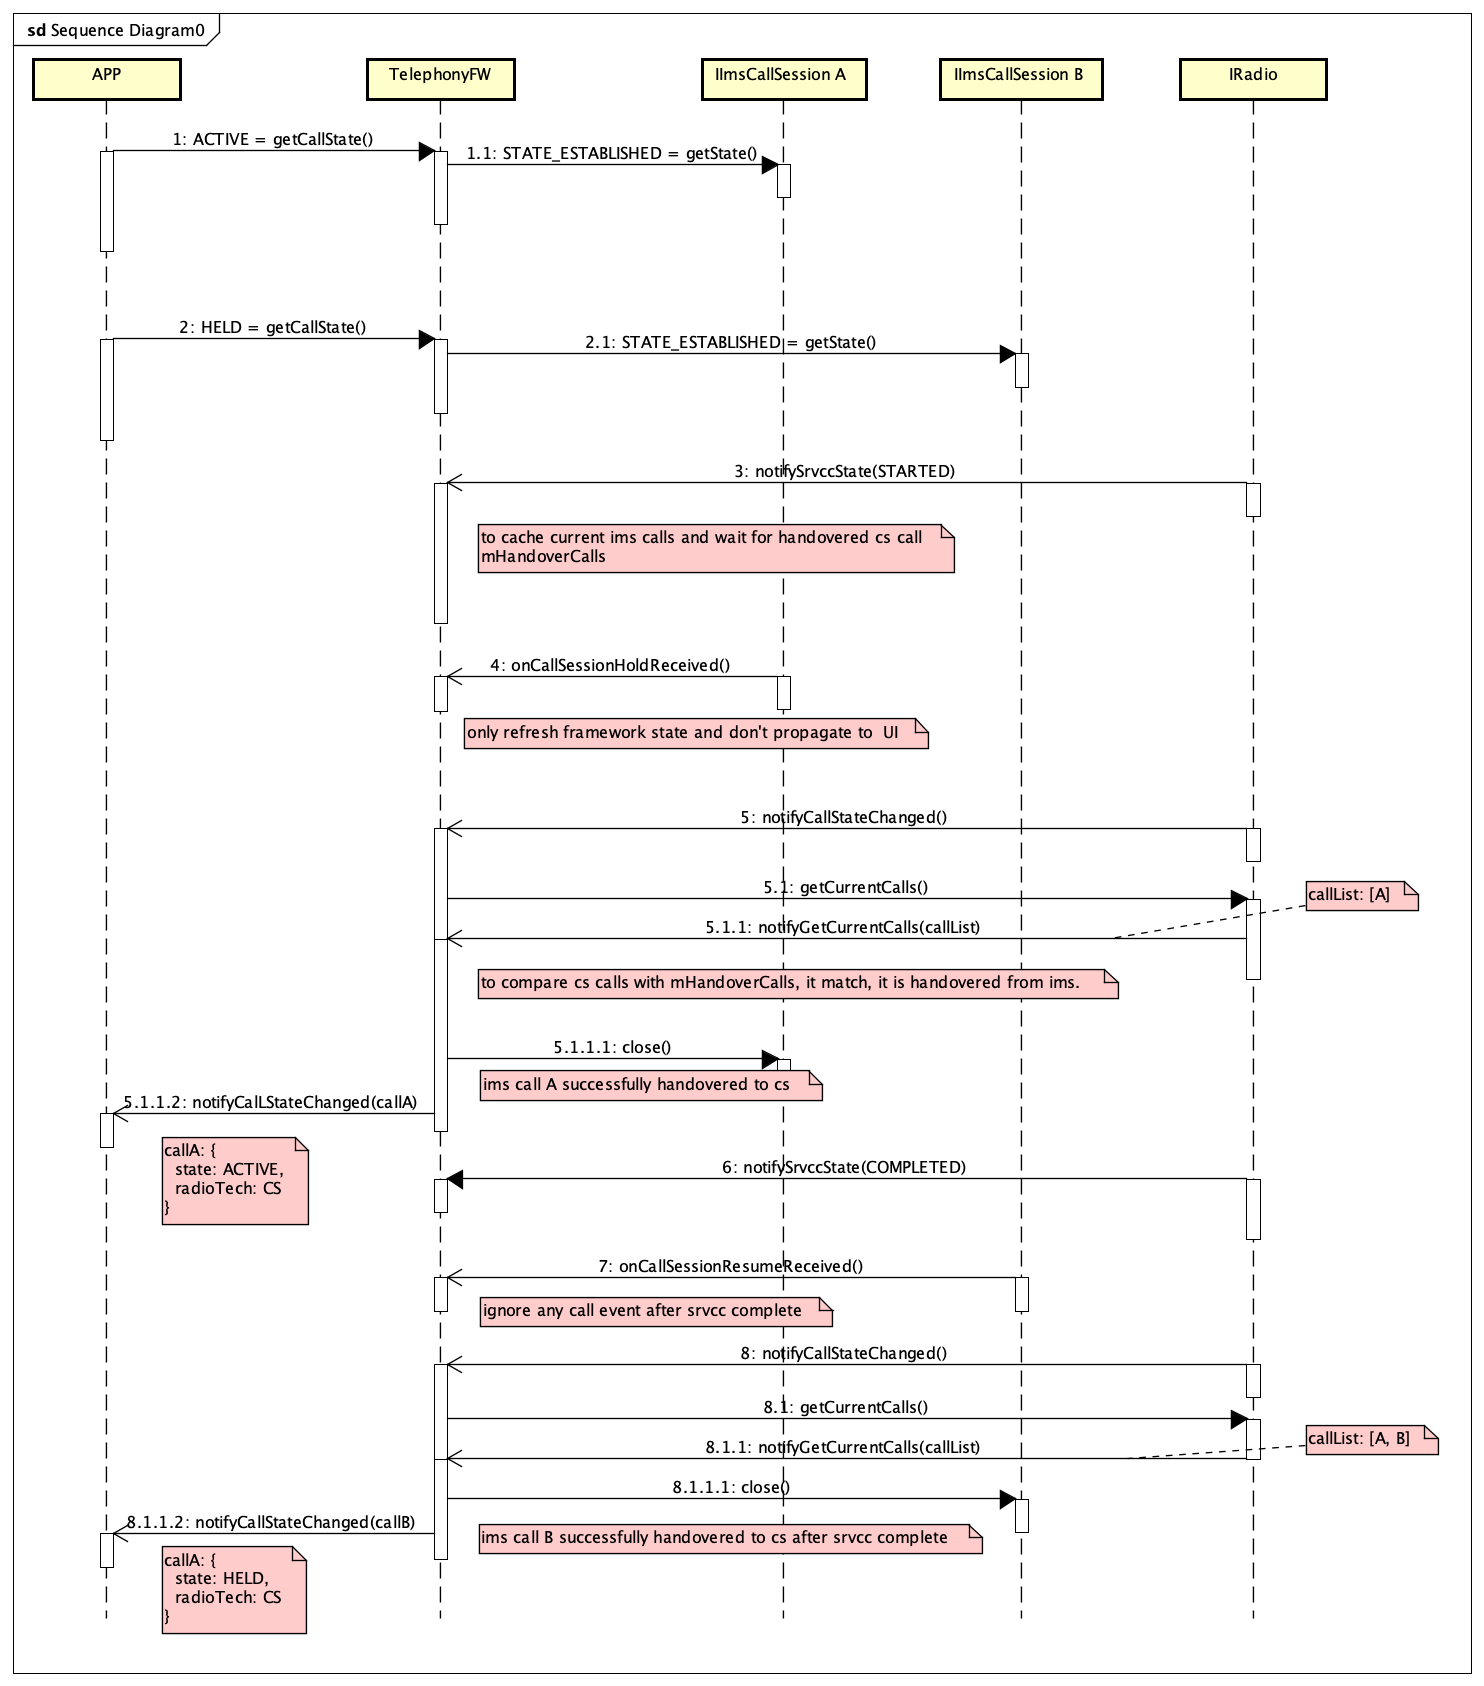 sd Sequence Diagram0
APP
TelephonyFW
IImsCallSession A
IImsCallSession B
IRadio
1: ACTIVE = getCallState()
1.1: STATE_ESTABLISHED = getState()
2: HELD = getCallState()
2.1: STATE_ESTABLISHED = getState()
3: notifySrvccState(STARTED)
to cache current ims calls and wait for handovered cs call
mHandoverCalls
4: onCallSessionHoldReceived()
only refresh framework state and don't propagate to  UI
5: notifyCallStateChanged()
5.1: getCurrentCalls()
callList: [A]
5.1.1: notifyGetCurrentCalls(callList)
to compare cs calls with mHandoverCalls, it match, it is handovered from ims.
5.1.1.1: close()
ims call A successfully handovered to cs
5.1.1.2: notifyCalLStateChanged(callA)
callA: {
state: ACTIVE,
radioTech: CS
}
6: notifySrvccState(COMPLETED)
7: onCallSessionResumeReceived()
ignore any call event after srvcc complete
8: notifyCallStateChanged()
8.1: getCurrentCalls()
callList: [A, B]
8.1.1: notifyGetCurrentCalls(callList)
8.1.1.1: close()
8.1.1.2: notifyCallStateChanged(callB)
ims call B successfully handovered to cs after srvcc complete
callA: {
state: HELD,
radioTech: CS
}